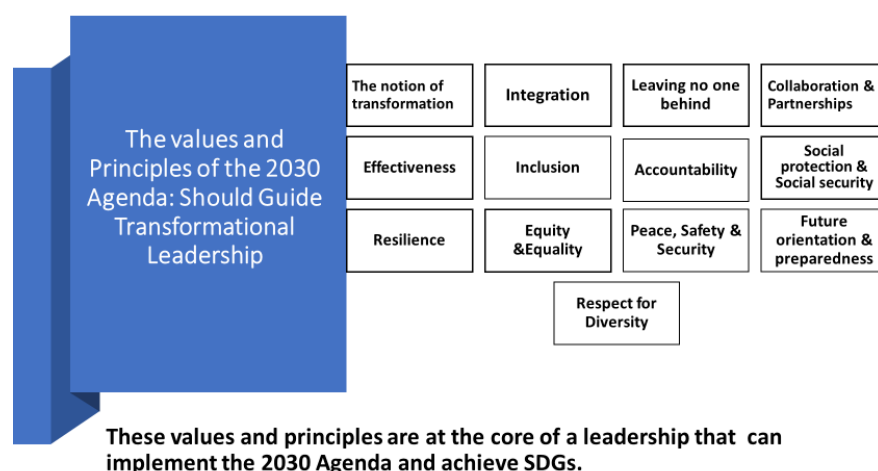 The values and
Principles of the 2030
Agenda: Should Guide
Transformational
Leadership
The notion of
transformation
Integration
Leaving no one
behind
Collaboration &
Partnerships
Effectiveness
Inclusion
Accountability
Social
protection &
Social security
Resilience
Equity
&Equality
Peace, Safety &
Security
Future
orientation &
preparedness
Respect for
Diversity
These values and principles are at the core of a leadership that can
implement the 2030 Agenda and achieve SDGs.